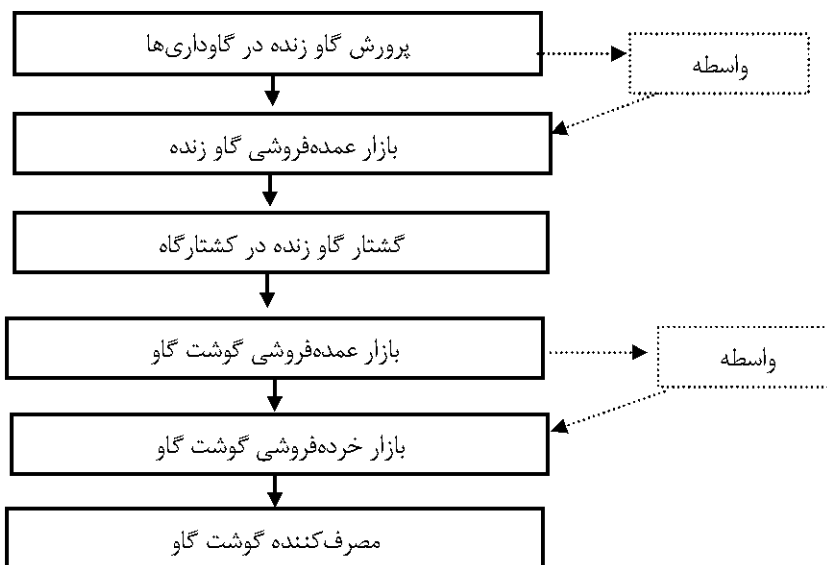 پرورش گاو زنده در گاوداری‌ها
واسطه
بازار عمده‌فروشی گاو زنده
گشتار گاو زنده در کشتارگاه
بازار عمده‌فروشی گوشت گاو
واسطه
بازار خرده‌فروشی گوشت گاو
مصرف‌کننده گوشت گاو